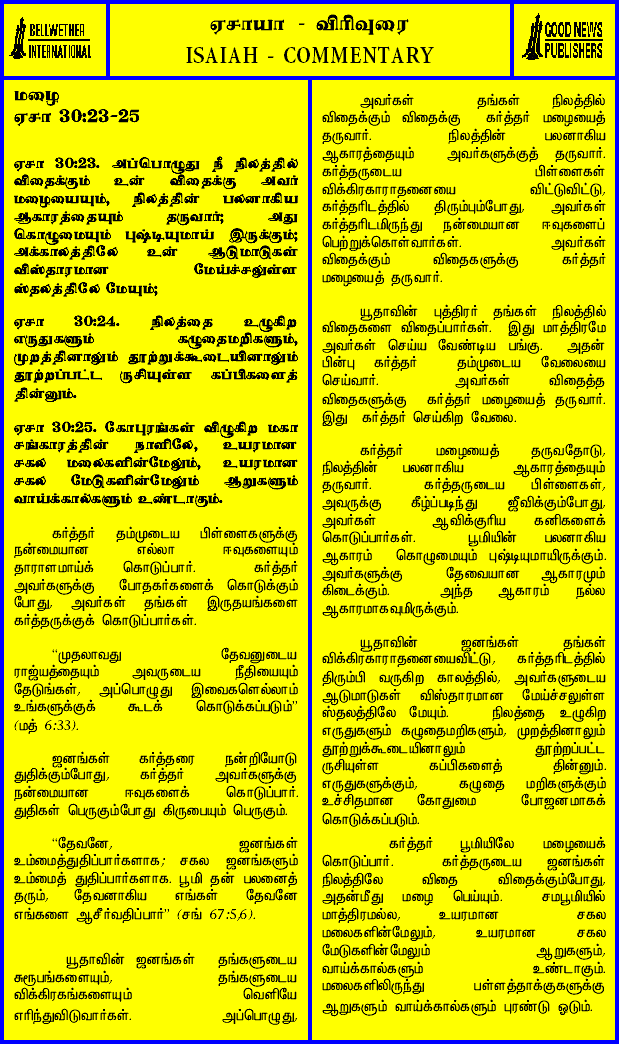 BELLWETHER
INTERNATIONAL
ஏசாயா - விரிவுரை
ISAIAH - COMMENTARY
GOOD NEWS
PUBLISHERS
மழை
ஏசா 30:23-25
ஏசா 30:23. அப்பொழுது நீ நிலத்தில்
விதைக்கும் உன் விதைக்கு அவர்
மழையையும், நிலத்தின் பலனாகிய
ஆகாரத்தையும் தருவார்; அது
கொழுமையும் புஷ்டியுமாய் இருக்கும்;
அக்காலத்திலே உன் ஆடுமாடுகள்
விஸ்தாரமான மேய்ச்சலுள்ள
ஸ்தலத்திலே மேயும்;
ஏசா 30:24. நிலத்தை உழுகிற
எருதுகளும் கழுதைமறிகளும்,
முறத்தினாலும் தூற்றுக்கூடையினாலும்
தூற்றப்பட்ட ருசியுள்ள கப்பிகளைத்
தின்னும்.
ஏசா 30:25. கோபுரங்கள் விழுகிற மகா
சங்காரத்தின் நாளிலே, உயரமான
சகல மலைகளின்மேலும், உயரமான
சகல மேடுகளின்மேலும் ஆறுகளும்
வாய்க்கால்களும் உண்டாகும்.
கர்த்தர் தம்முடைய பிள்ளைகளுக்கு
நன்மையான எல்லா ஈவுகளையும்
தாராளமாய்க் கொடுப்பார். கர்த்தர்
அவர்களுக்கு போதகர்களைக் கொடுக்கும்
போது, அவர்கள் தங்கள் இருதயங்களை
கர்த்தருக்குக் கொடுப்பார்கள்.
“முதலாவது தேவனுடைய
ராஜ்யத்தையும் அவருடைய நீதியையும்
தேடுங்கள், அப்பொழுது இவைகளெல்லாம்
உங்களுக்குக் கூடக் கொடுக்கப்படும்”
(மத் 6:33).
ஜனங்கள் கர்த்தரை நன்றியோடு
துதிக்கும்போது, கர்த்தர் அவர்களுக்கு
நன்மையான ஈவுகளைக் கொடுப்பார்.
துதிகள் பெருகும்போது கிருபையும் பெருகும்.
“தேவனே, ஜனங்கள்
உம்மைத்துதிப்பார்களாக; சகல ஜனங்களும்
உம்மைத் துதிப்பார்களாக. பூமி தன் பலனைத்
தரும், தேவனாகிய எங்கள் தேவனே
எங்களை ஆசீர்வதிப்பார்” (சங் 67:5,6).
யூதாவின் ஜனங்கள் தங்களுடைய
சுரூபங்களையும், தங்களுடைய
விக்கிரகங்களையும் வெளியே
எரிந்துவிடுவார்கள். அப்பொழுது,
அவர்கள் தங்கள் நிலத்தில்
விதைக்கும் விதைக்கு கர்த்தர் மழையைத்
தருவார். நிலத்தின் பலனாகிய
ஆகாரத்தையும் அவர்களுக்குத் தருவார்.
கர்த்தருடைய பிள்ளைகள்
விக்கிரகாராதனையை விட்டுவிட்டு,
கர்த்தரிடத்தில் திரும்பும்போது, அவர்கள்
கர்த்தரிடமிருந்து நன்மையான ஈவுகளைப்
பெற்றுக்கொள்வார்கள். அவர்கள்
விதைக்கும் விதைகளுக்கு கர்த்தர்
மழையைத் தருவார்.
யூதாவின் புத்திரர் தங்கள் நிலத்தில்
விதைகளை விதைப்பார்கள். இது மாத்திரமே
அவர்கள் செய்ய வேண்டிய பங்கு. அதன்
பின்பு கர்த்தர் தம்முடைய வேலையை
செய்வார். அவர்கள் விதைத்த
விதைகளுக்கு கர்த்தர் மழையைத் தருவார்.
இது கர்த்தர் செய்கிற வேலை.
கர்த்தர் மழையைத் தருவதோடு,
நிலத்தின் பலனாகிய ஆகாரத்தையும்
தருவார். கர்த்தருடைய பிள்ளைகள்,
அவருக்கு கீழ்ப்படிந்து ஜீவிக்கும்போது,
அவர்கள் ஆவிக்குரிய கனிகளைக்
கொடுப்பார்கள். பூமியின் பலனாகிய
ஆகாரம் கொழுமையும் புஷ்டியுமாயிருக்கும்.
அவர்களுக்கு தேவையான ஆகாரமும்
கிடைக்கும். அந்த ஆகாரம் நல்ல
ஆகாரமாகவுமிருக்கும்.
யூதாவின் ஜனங்கள் தங்கள்
விக்கிரகாராதனையைவிட்டு, கர்த்தரிடத்தில்
திரும்பி வருகிற காலத்தில், அவர்களுடைய
ஆடுமாடுகள் விஸ்தாரமான மேய்ச்சலுள்ள
ஸ்தலத்திலே மேயும். நிலத்தை உழுகிற
எருதுகளும் கழுதைமறிகளும், முறத்தினாலும்
தூற்றுக்கூடையினாலும் தூற்றப்பட்ட
ருசியுள்ள கப்பிகளைத் தின்னும்.
எருதுகளுக்கும், கழுதை மறிகளுக்கும்
உச்சிதமான கோதுமை போஜனமாகக்
கொடுக்கப்படும்.
கர்த்தர் பூமியிலே மழையைக்
கொடுப்பார். கர்த்தருடைய ஜனங்கள்
நிலத்திலே விதை விதைக்கும்போது,
அதன்மீது மழை பெய்யும். சமபூமியில்
மாத்திரமல்ல, உயரமான சகல
மலைகளின்மேலும், உயரமான சகல
மேடுகளின்மேலும் ஆறுகளும்,
வாய்க்கால்களும் உண்டாகும்.
மலைகளிலிருந்து பள்ளத்தாக்குகளுக்கு
ஆறுகளும் வாய்க்கால்களும் புரண்டு ஓடும்.